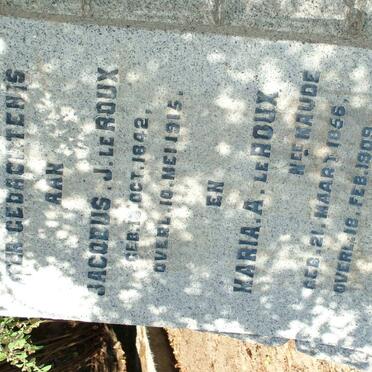 TER GEDACHTENIS
AAN
JACOBUS. J. LE ROUX
GEB. OCT. 1842,
OVERL. 10. MEI 1915.
EN
MARIA. A. LE ROUX
NEE NAUDE
GEB. 21 MAART 1856,
OVERL. 18. FEB. 1909